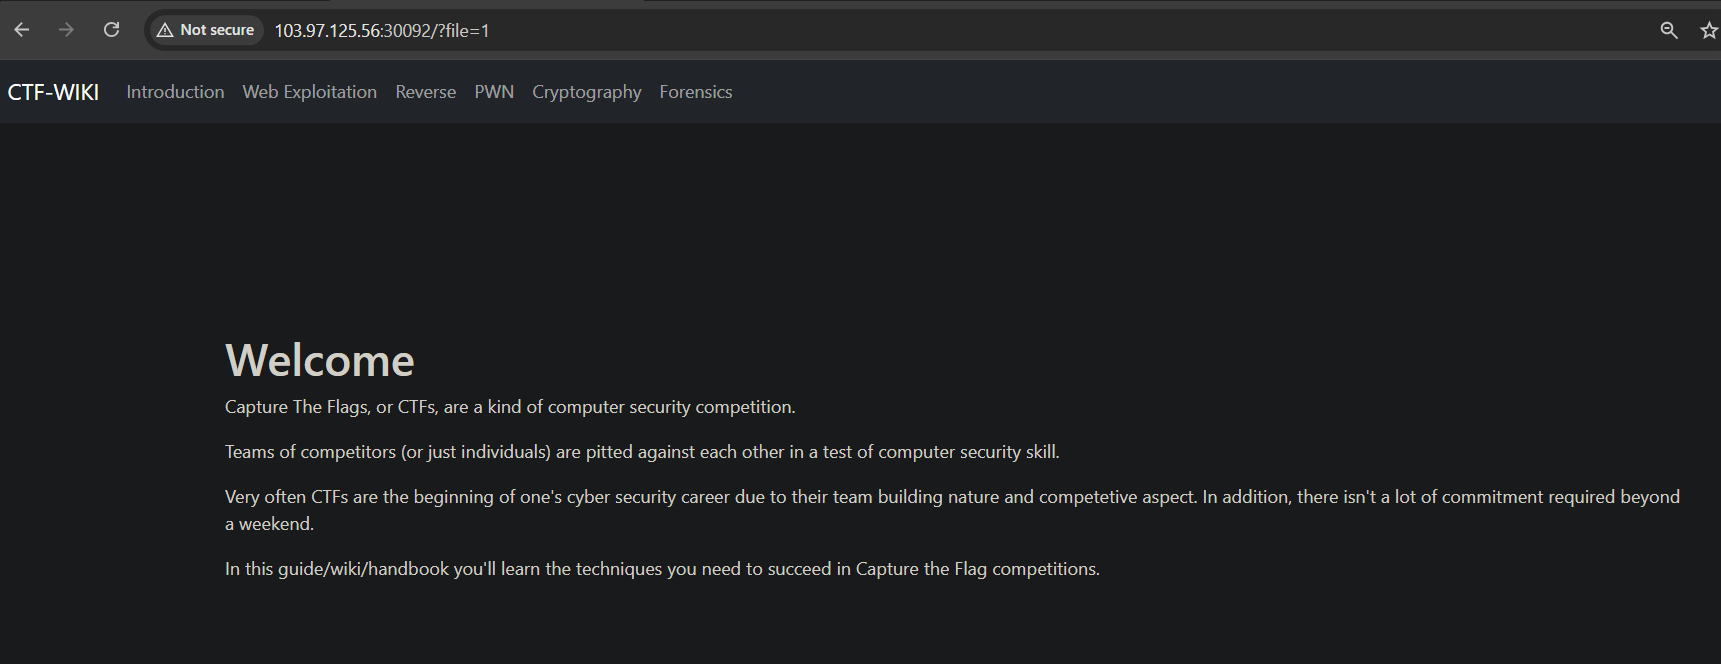 Not secure 103.97.125.56:30092/?file=1
CTF-WIKI Introduction Web Exploitation Reverse PWN Cryptography Forensics
Welcome
Capture The Flags, or CTFs, are a kind of computer security competition.
Teams of competitors (or just individuals) are pitted against each other in a test of computer security skill.
Very often CTFs are the beginning of one's cyber security career due to their team building nature and competetive aspect. In addition, there isn't a lot of commitment required beyond
a weekend.
In this guide/wiki/handbook you'll learn the techniques you need to succeed in Capture the Flag competitions.